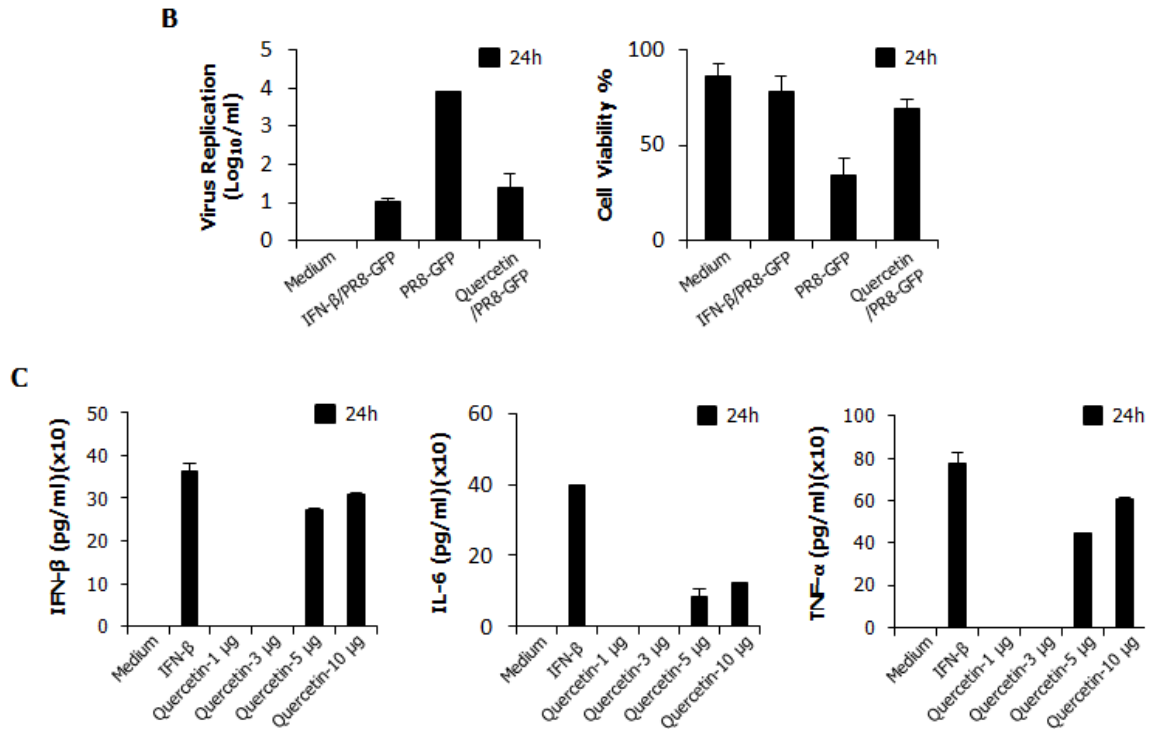 B
Virus Replication
(Log₁₀/ml)
5
4
3
2
1
0
24h
Medium
IFN-β/PR8-GFP
PR8-GFP
Quercetin
/PR8-GFP
Cell Viability %
100
50
0
24h
Medium
IFN-β/PR8-GFP
PR8-GFP
Quercetin
/PR8-GFP
C
IFN-β (pg/ml)(x10)
50
40
30
20
10
0
24h
Medium
IFN-β
Quercetin-1 µg
Quercetin-3 µg
Quercetin-5 µg
Quercetin-10 µg
IL-6 (pg/ml)(x10)
60
40
20
0
24h
Medium
IFN-β
Quercetin-1 µg
Quercetin-3 µg
Quercetin-5 µg
Quercetin-10 µg
TNF-α (pg/ml)(x10)
100
80
60
40
20
0
24h
Medium
IFN-β
Quercetin-1 µg
Quercetin-3 µg
Quercetin-5 µg
Quercetin-10 µg